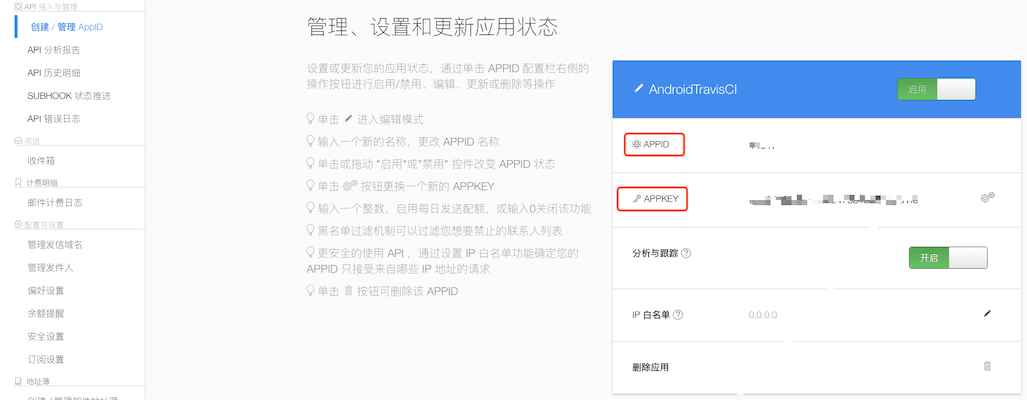 API 接入与管理
创建 / 管理 AppID
API 分析报告
API 历史明细
SUBHOOK 状态推送
API 错误日志
收信
收件箱
计费明细
邮件计费日志
配置与设置
管理发信域名
管理发件人
偏好设置
余额提醒
安全设置
订阅设置
地址簿
管理、设置和更新应用状态
设置或更新您的应用状态，通过单击 APPID 配置栏右侧的
操作按钮进行启用/禁用、编辑、更新或删除等操作
单击 进入编辑模式
输入一个新的名称，更改 APPID 名称
单击或拖动 "启用"或"禁用" 控件改变 APPID 状态
单击 按钮更换一个新的 APPKEY
输入一个整数，启用每日发送配额，或输入0关闭该功能
黑名单过滤机制可以过滤您想要禁止的联系人列表
更安全的使用 API ，通过设置 IP 白名单功能确定您的
APPID 只接受来自哪些 IP 地址的请求
单击 按钮可删除该 APPID
AndroidTravisCI 启用
APPID
APPKEY
分析与跟踪 开启
IP 白名单 0.0.0.0
删除应用